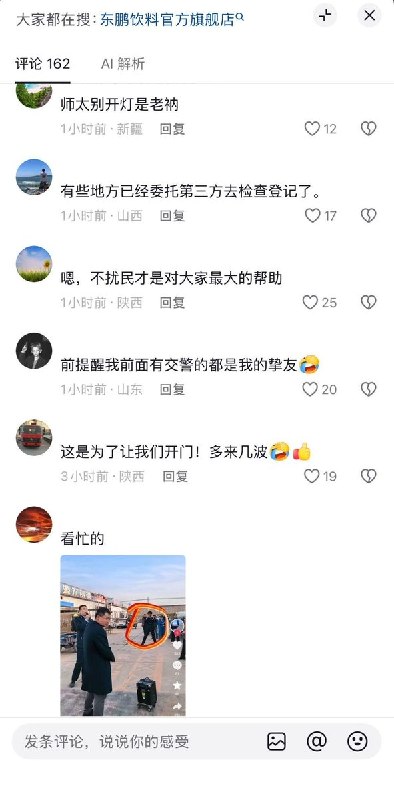 大家都在搜：东鹏饮料官方旗舰店
评论 162
AI 解析
师太别开灯是老衲
1小时前 · 新疆 回复 12
有些地方已经委托第三方去检查登记了。
1小时前 · 山西 回复 17
嗯，不扰民才是对大家最大的帮助
1小时前 · 陕西 回复 25
前提醒我前面有交警的都是我的挚友🤣
1小时前 · 山东 回复 20
这是为了让我们开门！多来几波🤣👍
3小时前 · 陕西 回复 19
看忙的
发条评论，说说你的感受